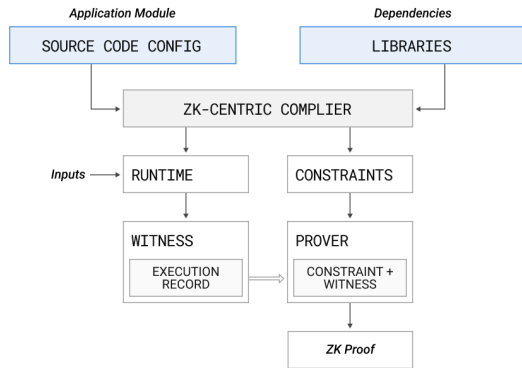 Application Module
Dependencies
SOURCE CODE CONFIG
LIBRARIES
ZK-CENTRIC COMPLIER
Inputs
RUNTIME
CONSTRAINTS
WITNESS
PROVER
EXECUTION
RECORD
CONSTRAINT +
WITNESS
ZK Proof